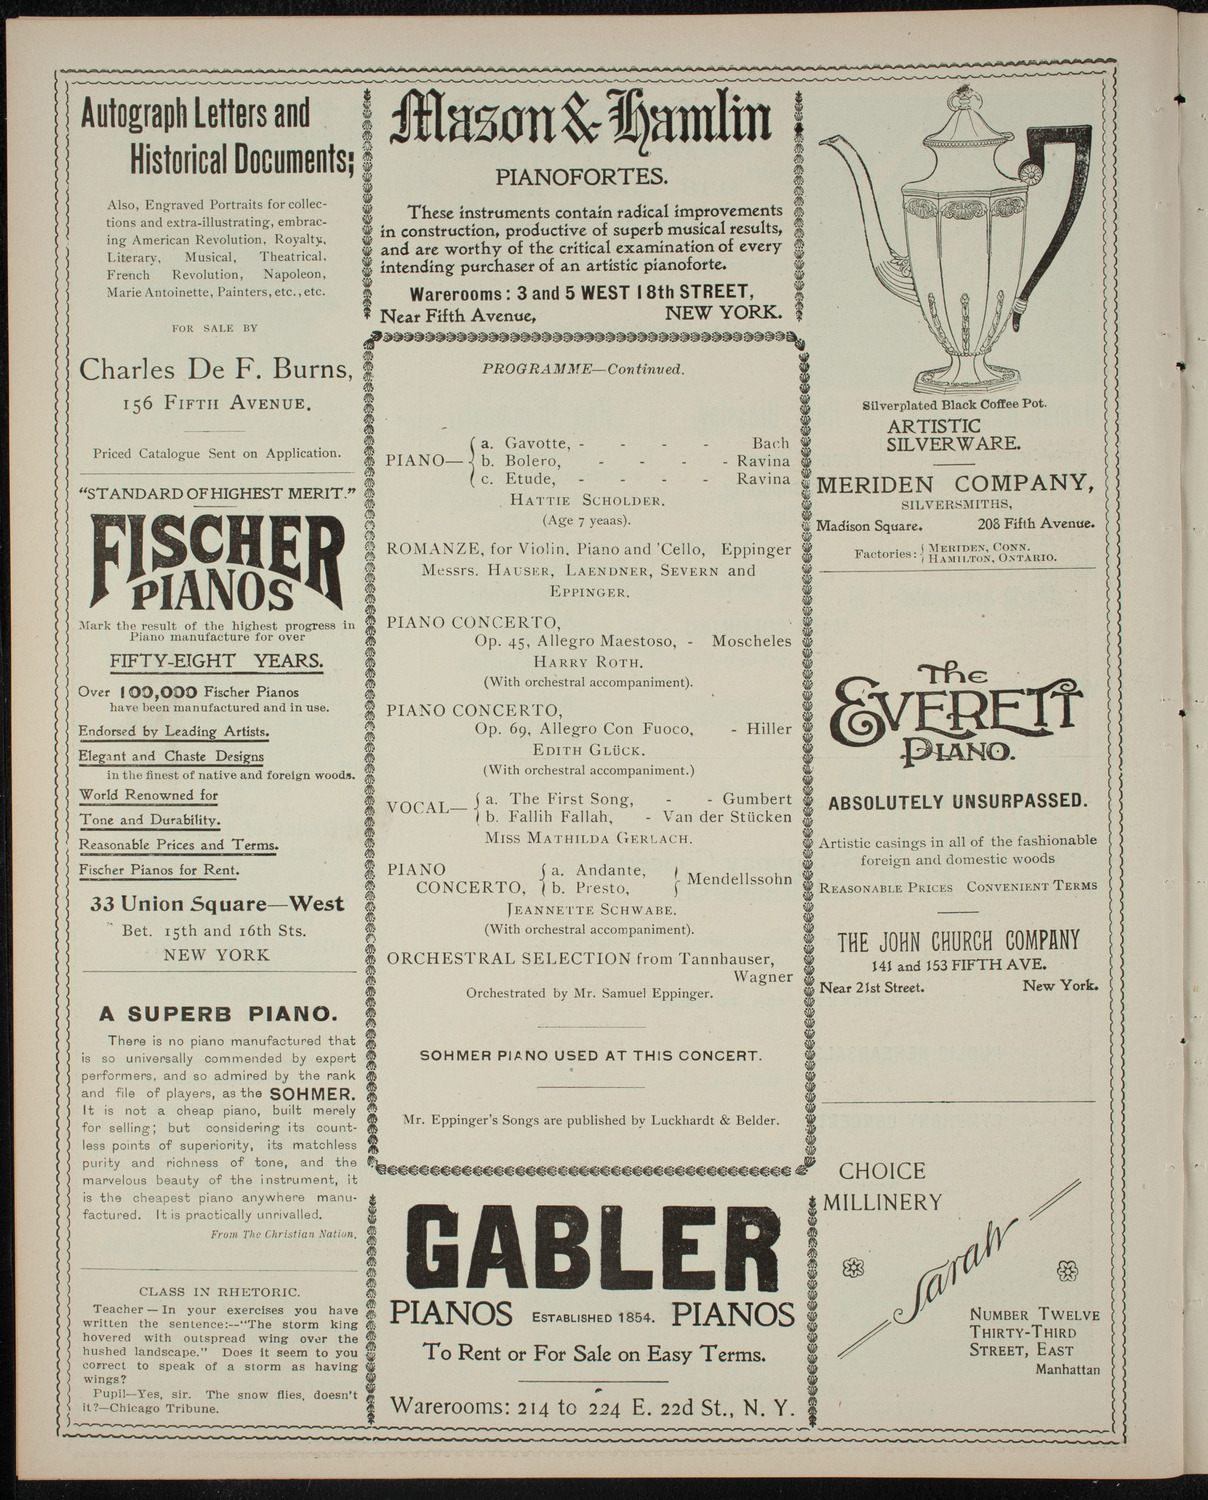 Autograph Letters and
Historical Documents;
Also, Engraved Portraits for collec-
tions and extra-illustrating, embrac-
ing American Revolution, Royalty,
Literary, Musical, Theatrical,
French Revolution, Napoleon,
Marie Antoinette, Painters, etc., etc.
FOR SALE BY
Charles De F. Burns,
156 FIFTH AVENUE.
Priced Catalogue Sent on Application.
"STANDARD OF HIGHEST MERIT."
FISCHER
PIANOS
Mark the result of the highest progress in
Piano manufacture for over
FIFTY-EIGHT YEARS.
Over 100,000 Fischer Pianos
have been manufactured and in use.
Endorsed by Leading Artists.
Elegant and Chaste Designs
in the finest of native and foreign woods.
World Renowned for
Tone and Durability.
Reasonable Prices and Terms.
Fischer Pianos for Rent.
33 Union Square—West
Bet. 15th and 16th Sts.
NEW YORK
A SUPERB PIANO.
There is no piano manufactured that
is so universally commended by expert
performers, and so admired by the rank
and file of players, as the SOHMER.
It is not a cheap piano, built merely
for selling; but considering its count-
less points of superiority, its matchless
purity and richness of tone, and the
marvelous beauty of the instrument, it
is the cheapest piano anywhere manu-
factured. It is practically unrivalled.
From The Christian Nation.
CLASS IN RHETORIC.
Teacher—In your exercises you have
written the sentence:--"The storm king
hovered with outspread wing over the
hushed landscape." Does it seem to you
correct to speak of a storm as having
wings?
Pupil—Yes, sir. The snow flies, doesn't
it?—Chicago Tribune.
Mason & Hamlin
PIANOFORTES.
These instruments contain radical improvements
in construction, productive of superb musical results,
and are worthy of the critical examination of every
intending purchaser of an artistic pianoforte.
Warerooms: 3 and 5 WEST 18th STREET,
Near Fifth Avenue, NEW YORK.
PROGRAMME—Continued.
PIANO— a. Gavotte, - - - - Bach
b. Bolero, - - - - Ravina
c. Etude, - - - - Ravina
HATTIE SCHOLDER.
(Age 7 yeaas).
ROMANZE, for Violin, Piano and 'Cello, Eppinger
Messrs. HAUSER, LAENDNER, SEVERN and
EPPINGER.
PIANO CONCERTO,
Op. 45, Allegro Maestoso, - Moscheles
HARRY ROTH.
(With orchestral accompaniment).
PIANO CONCERTO,
Op. 69, Allegro Con Fuoco, - Hiller
EDITH GLÜCK.
(With orchestral accompaniment.)
VOCAL— a. The First Song, - - Gumbert
b. Fallih Fallah, - Van der Stücken
MISS MATHILDA GERLACH.
PIANO CONCERTO, a. Andante,
b. Presto, Mendellssohn
JEANNETTE SCHWABE.
(With orchestral accompaniment).
ORCHESTRAL SELECTION from Tannhauser,
Wagner
Orchestrated by Mr. Samuel Eppinger.
SOHMER PIANO USED AT THIS CONCERT.
Mr. Eppinger's Songs are published by Luckhardt & Belder.
GABLER
PIANOS ESTABLISHED 1854. PIANOS
To Rent or For Sale on Easy Terms.
Warerooms: 214 to 224 E. 22d St., N. Y.
Silverplated Black Coffee Pot.
ARTISTIC
SILVERWARE.
MERIDEN COMPANY,
SILVERSMITHS,
Madison Square. 208 Fifth Avenue.
Factories: MERIDEN, CONN.
HAMILTON, ONTARIO.
The
EVERETT
PIANO.
ABSOLUTELY UNSURPASSED.
Artistic casings in all of the fashionable
foreign and domestic woods
REASONABLE PRICES CONVENIENT TERMS
THE JOHN CHURCH COMPANY
141 and 153 FIFTH AVE.
Near 21st Street. New York.
CHOICE
MILLINERY
Sarah
NUMBER TWELVE
THIRTY-THIRD
STREET, EAST
Manhattan